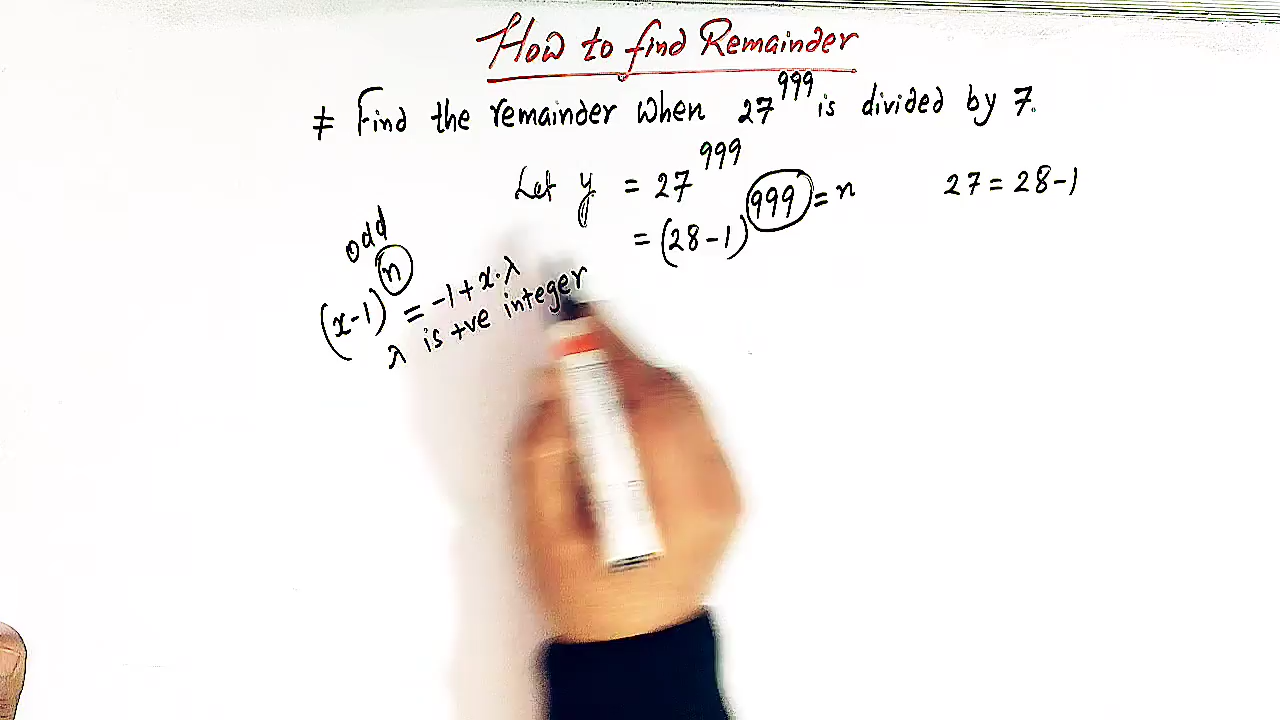 How to find Remainder
≠ Find the remainder when 27^999 is divided by 7.
Let y = 27^999
27 = 28-1
= (28-1)^999 = n
odd
(x-1)^n = -1 + x·λ
λ is +ve integer